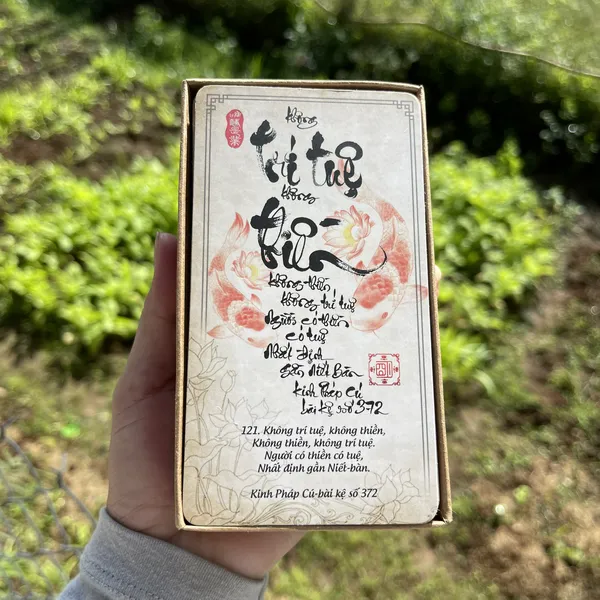 không
trí tuệ
không
thiền
không thiền
không trí tuệ
Người có thiền
có tuệ
Nhất định
gần Niết Bàn
Kinh Pháp Cú
bài kệ số 372
121. Không trí tuệ, không thiền,
Không thiền, không trí tuệ.
Người có thiền có tuệ,
Nhất định gần Niết-bàn.
Kinh Pháp Cú-bài kệ số 372